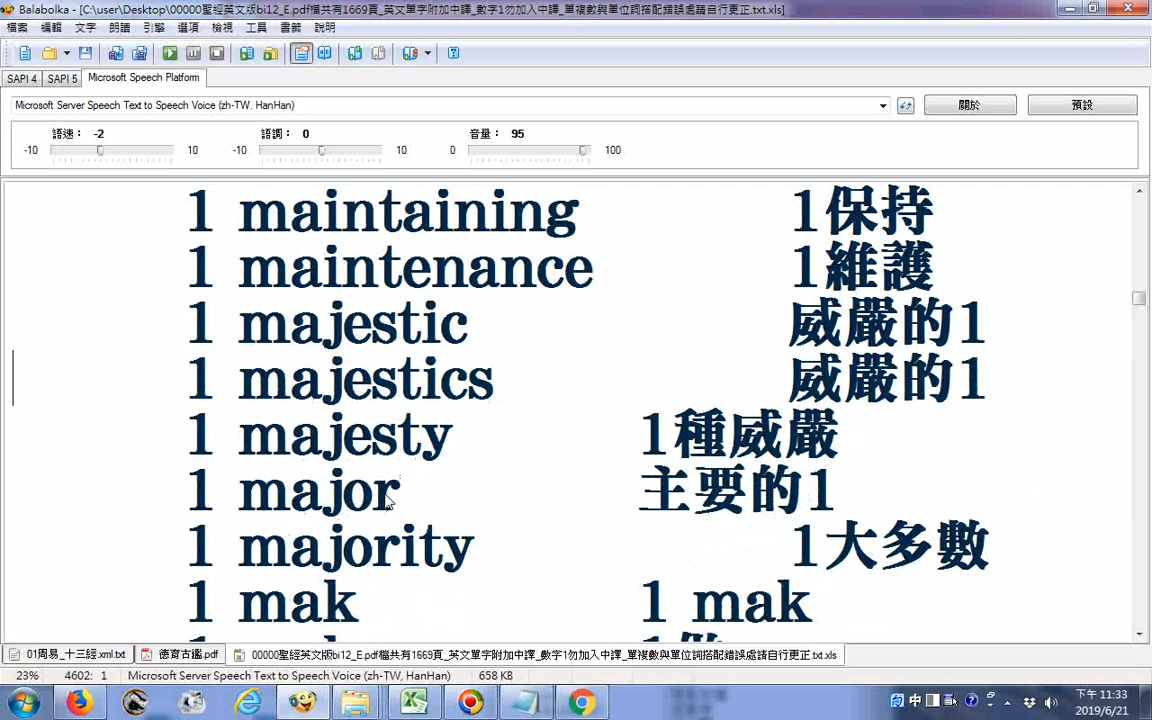 Balabolka - [C:\user\Desktop\00000聖經英文版bi12_E.pdf檔共有1669頁_英文單字附加中譯_數字1勿加入中譯_單複數與單位詞搭配錯誤處請自行更正.txt.xls]
檔案 編輯 文字 朗讀 引擎 選項 檢視 工具 書籤 說明
SAPI 4 SAPI 5 Microsoft Speech Platform
Microsoft Server Speech Text to Speech Voice (zh-TW, HanHan) 關於 預設
語速： -2 語調： 0 音量： 95
-10 10 -10 10 0 100
1 maintaining 1保持
1 maintenance 1維護
1 majestic 威嚴的1
1 majestics 威嚴的1
1 majesty 1種威嚴
1 major 主要的1
1 majority 1大多數
1 mak 1 mak
01周易_十三經.xml.txt 德育古鑑.pdf 00000聖經英文版bi12_E.pdf檔共有1669頁_英文單字附加中譯_數字1勿加入中譯_單複數與單位詞搭配錯誤處請自行更正.txt.xls
23% 4602: 1 Microsoft Server Speech Text to Speech Voice (zh-TW, HanHan) 658 KB
中 下午 11:33
2019/6/21